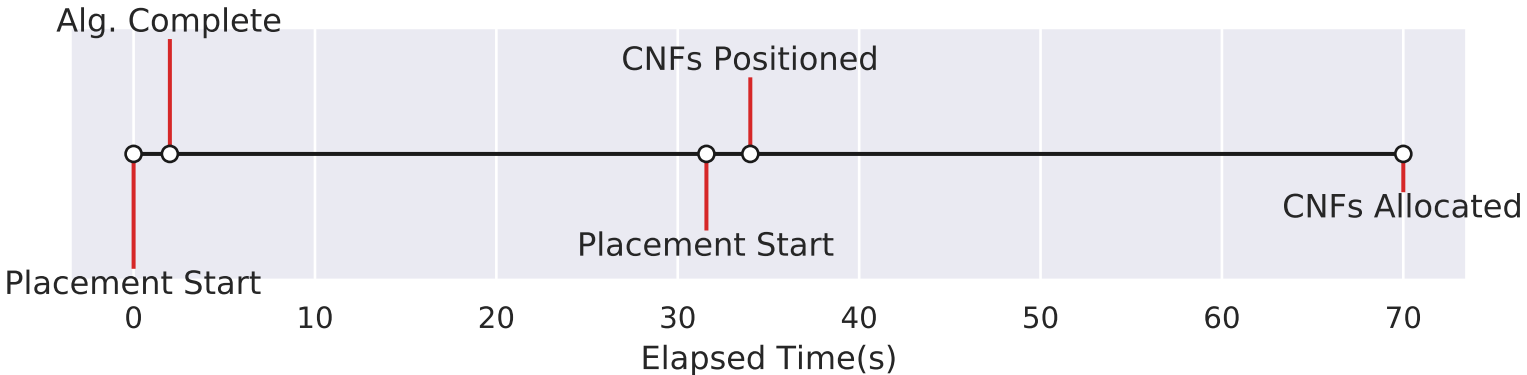 Alg. Complete
CNFs Positioned
CNFs Allocated
Placement Start
Placement Start
0 10 20 30 40 50 60 70
Elapsed Time(s)